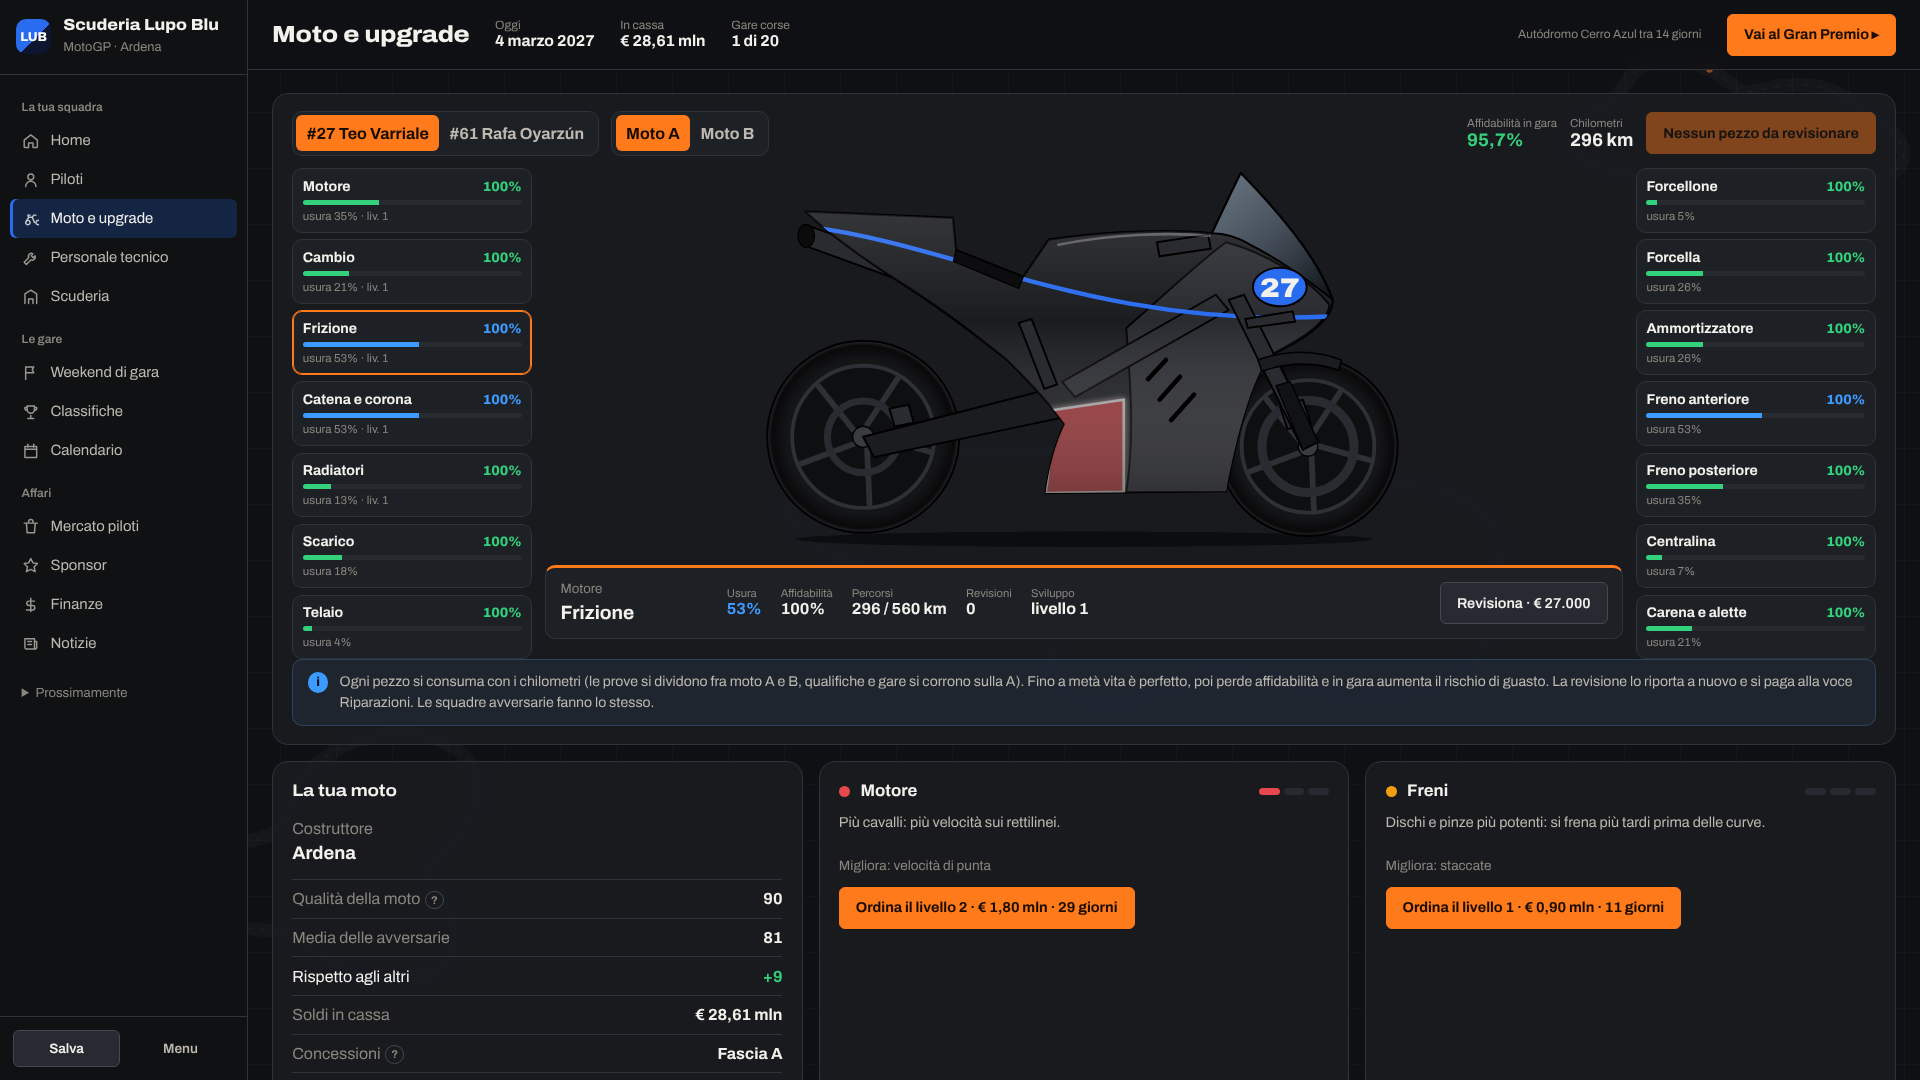 LUB
Scuderia Lupo Blu
MotoGP · Ardena
La tua squadra
Home
Piloti
Moto e upgrade
Personale tecnico
Scuderia
Le gare
Weekend di gara
Classifiche
Calendario
Affari
Mercato piloti
Sponsor
Finanze
Notizie
Prossimamente
Salva
Menu
Moto e upgrade
Oggi
4 marzo 2027
In cassa
€ 28,61 mln
Gare corse
1 di 20
Autódromo Cerro Azul tra 14 giorni
Vai al Gran Premio ▸
#27 Teo Varriale
#61 Rafa Oyarzún
Moto A
Moto B
Affidabilità in gara
95,7%
Chilometri
296 km
Nessun pezzo da revisionare
Motore 100%
usura 35% · liv. 1
Cambio 100%
usura 21% · liv. 1
Frizione 100%
usura 53% · liv. 1
Catena e corona 100%
usura 53% · liv. 1
Radiatori 100%
usura 13% · liv. 1
Scarico 100%
usura 18%
Telaio 100%
usura 4%
27
Forcellone 100%
usura 5%
Forcella 100%
usura 26%
Ammortizzatore 100%
usura 26%
Freno anteriore 100%
usura 53%
Freno posteriore 100%
usura 35%
Centralina 100%
usura 7%
Carena e alette 100%
usura 21%
Motore
Frizione
Usura
53%
Affidabilità
100%
Percorsi
296 / 560 km
Revisioni
0
Sviluppo
livello 1
Revisiona · € 27.000
i
Ogni pezzo si consuma con i chilometri (le prove si dividono fra moto A e B, qualifiche e gare si corrono sulla A). Fino a metà vita è perfetto, poi perde affidabilità e in gara aumenta il rischio di guasto. La revisione lo riporta a nuovo e si paga alla voce
Riparazioni. Le squadre avversarie fanno lo stesso.
La tua moto
Costruttore
Ardena
Qualità della moto ? 90
Media delle avversarie 81
Rispetto agli altri +9
Soldi in cassa € 28,61 mln
Concessioni ? Fascia A
Motore
Più cavalli: più velocità sui rettilinei.
Migliora: velocità di punta
Ordina il livello 2 · € 1,80 mln · 29 giorni
Freni
Dischi e pinze più potenti: si frena più tardi prima delle curve.
Migliora: staccate
Ordina il livello 1 · € 0,90 mln · 11 giorni